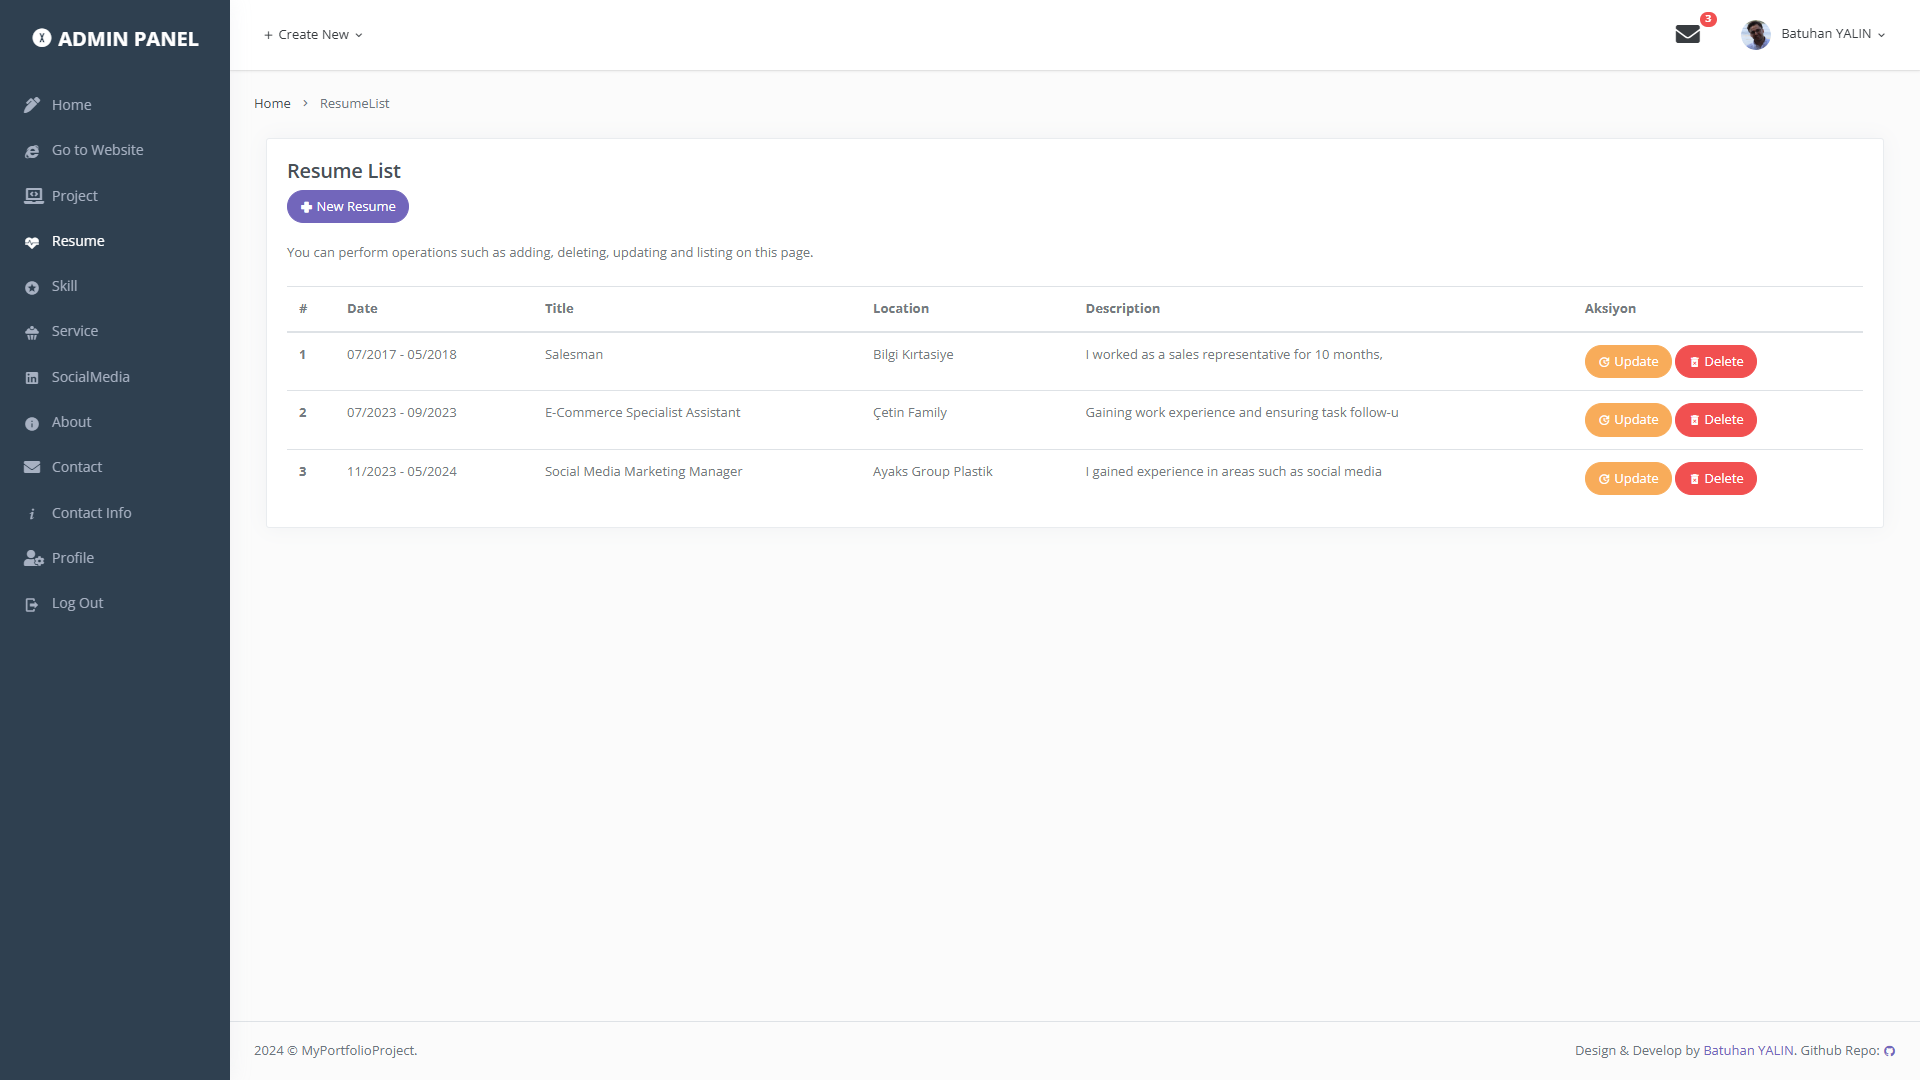 ADMIN PANEL
+ Create New
3
Batuhan YALIN
Home
Go to Website
Project
Resume
Skill
Service
SocialMedia
About
Contact
Contact Info
Profile
Log Out
Home > ResumeList
Resume List
New Resume
You can perform operations such as adding, deleting, updating and listing on this page.
# Date Title Location Description Aksiyon
1 07/2017 - 05/2018 Salesman Bilgi Kırtasiye I worked as a sales representative for 10 months, Update Delete
2 07/2023 - 09/2023 E-Commerce Specialist Assistant Çetin Family Gaining work experience and ensuring task follow-u Update Delete
3 11/2023 - 05/2024 Social Media Marketing Manager Ayaks Group Plastik I gained experience in areas such as social media Update Delete
2024 © MyPortfolioProject.
Design & Develop by Batuhan YALIN. Github Repo: